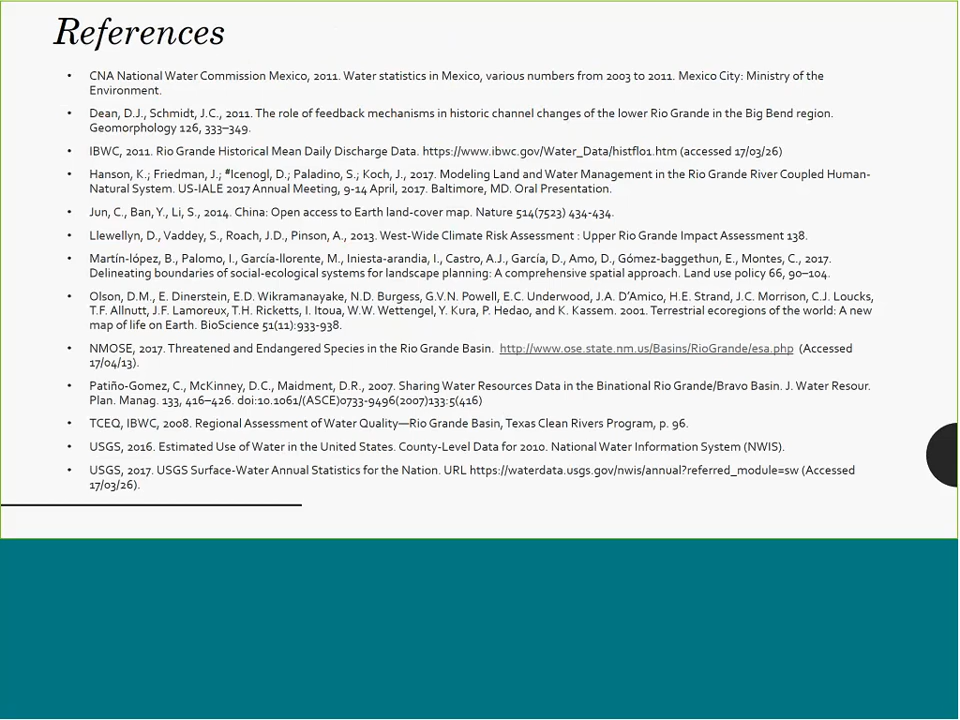 References
• CNA National Water Commission Mexico, 2011. Water statistics in Mexico, various numbers from 2003 to 2011. Mexico City: Ministry of the
Environment.
• Dean, D.J., Schmidt, J.C., 2011. The role of feedback mechanisms in historic channel changes of the lower Rio Grande in the Big Bend region.
Geomorphology 126, 333–349.
• IBWC, 2011. Rio Grande Historical Mean Daily Discharge Data. https://www.ibwc.gov/Water_Data/histflo1.htm (accessed 17/03/26)
• Hanson, K.; Friedman, J.; #Icenogl, D.; Paladino, S.; Koch, J., 2017. Modeling Land and Water Management in the Rio Grande River Coupled Human-
Natural System. US-IALE 2017 Annual Meeting, 9-14 April, 2017. Baltimore, MD. Oral Presentation.
• Jun, C., Ban, Y., Li, S., 2014. China: Open access to Earth land-cover map. Nature 514(7523) 434-434.
• Llewellyn, D., Vaddey, S., Roach, J.D., Pinson, A., 2013. West-Wide Climate Risk Assessment : Upper Rio Grande Impact Assessment 138.
• Martín-lópez, B., Palomo, I., García-llorente, M., Iniesta-arandia, I., Castro, A.J., García, D., Amo, D., Gómez-baggethun, E., Montes, C., 2017.
Delineating boundaries of social-ecological systems for landscape planning: A comprehensive spatial approach. Land use policy 66, 90–104.
• Olson, D.M., E. Dinerstein, E.D. Wikramanayake, N.D. Burgess, G.V.N. Powell, E.C. Underwood, J.A. D’Amico, H.E. Strand, J.C. Morrison, C.J. Loucks,
T.F. Allnutt, J.F. Lamoreux, T.H. Ricketts, I. Itoua, W.W. Wettengel, Y. Kura, P. Hedao, and K. Kassem. 2001. Terrestrial ecoregions of the world: A new
map of life on Earth. BioScience 51(11):933-938.
• NMOSE, 2017. Threatened and Endangered Species in the Rio Grande Basin. http://www.ose.state.nm.us/Basins/RioGrande/esa.php (Accessed
17/04/13).
• Patiño-Gomez, C., McKinney, D.C., Maidment, D.R., 2007. Sharing Water Resources Data in the Binational Rio Grande/Bravo Basin. J. Water Resour.
Plan. Manag. 133, 416–426. doi:10.1061/(ASCE)0733-9496(2007)133:5(416)
• TCEQ, IBWC, 2008. Regional Assessment of Water Quality—Rio Grande Basin, Texas Clean Rivers Program, p. 96.
• USGS, 2016. Estimated Use of Water in the United States. County-Level Data for 2010. National Water Information System (NWIS).
• USGS, 2017. USGS Surface-Water Annual Statistics for the Nation. URL https://waterdata.usgs.gov/nwis/annual?referred_module=sw (Accessed
17/03/26).